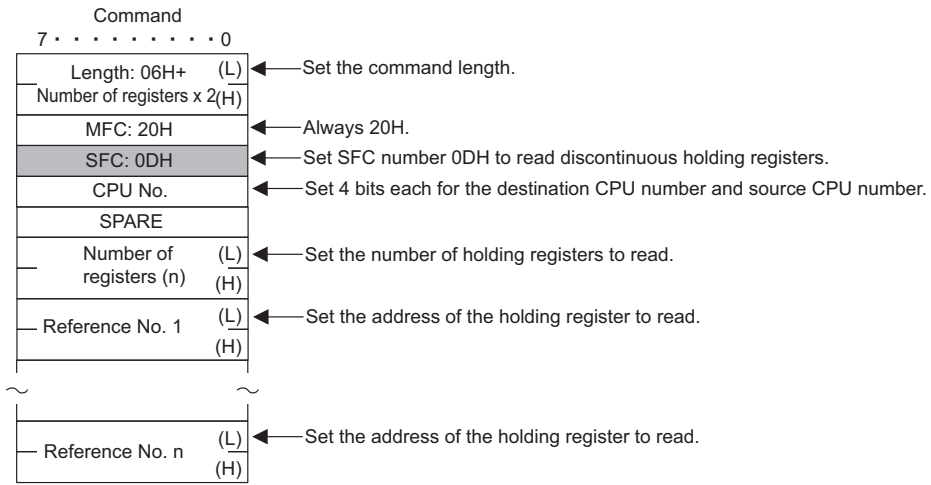 Command
7 · · · · · · · · · 0
Length: 06H+ (L) Set the command length.
Number of registers x 2 (H)
MFC: 20H Always 20H.
SFC: 0DH Set SFC number 0DH to read discontinuous holding registers.
CPU No. Set 4 bits each for the destination CPU number and source CPU number.
SPARE
Number of (L) Set the number of holding registers to read.
registers (n) (H)
Reference No. 1 (L) Set the address of the holding register to read.
(H)
Reference No. n (L) Set the address of the holding register to read.
(H)